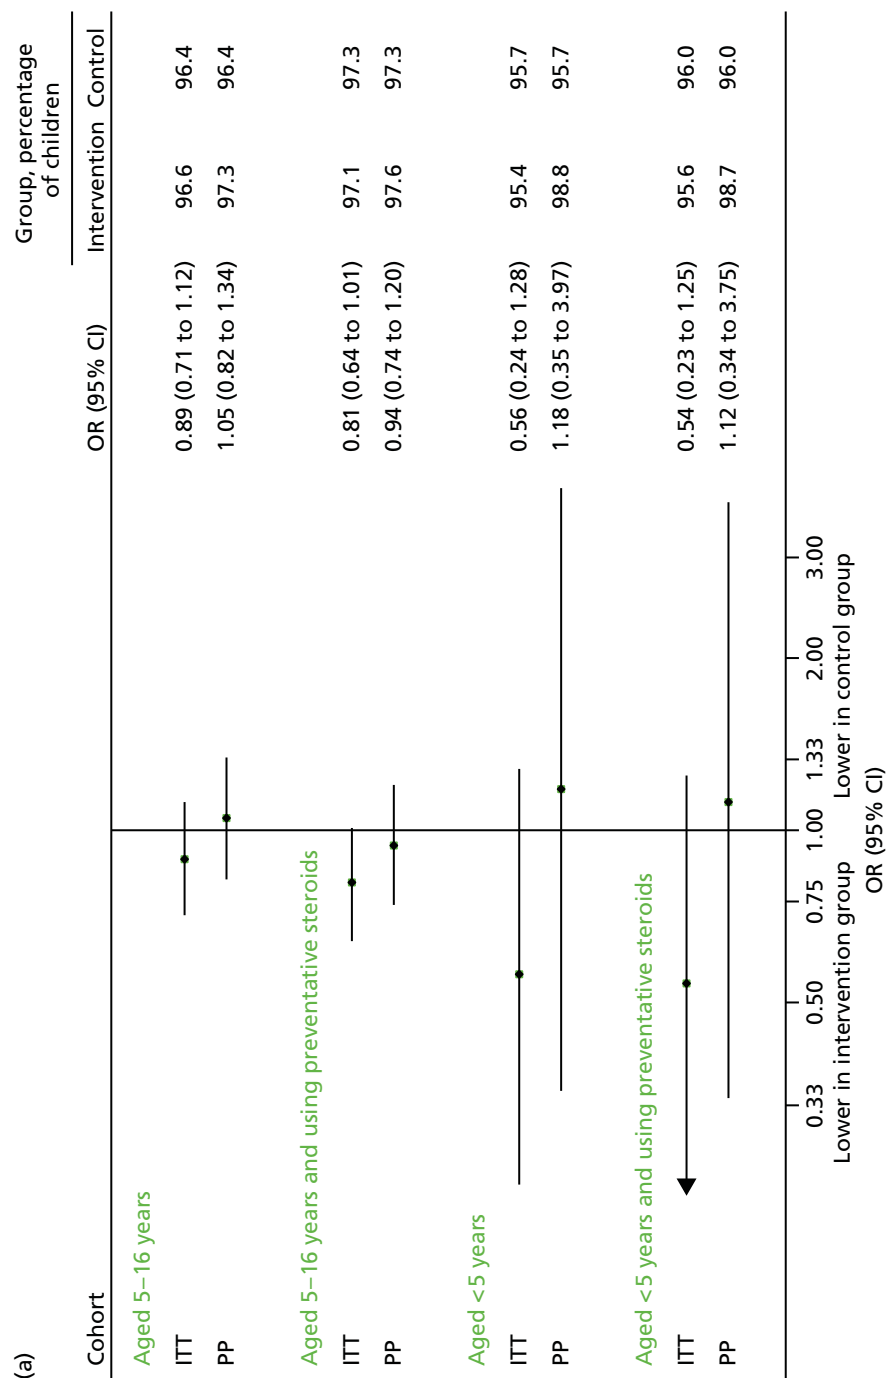 (a)
Group, percentage
of children
Cohort OR (95% CI) Intervention Control
Aged 5–16 years
ITT 0.89 (0.71 to 1.12) 96.6 96.4
PP 1.05 (0.82 to 1.34) 97.3 96.4
Aged 5–16 years and using preventative steroids
ITT 0.81 (0.64 to 1.01) 97.1 97.3
PP 0.94 (0.74 to 1.20) 97.6 97.3
Aged <5 years
ITT 0.56 (0.24 to 1.28) 95.4 95.7
PP 1.18 (0.35 to 3.97) 98.8 95.7
Aged <5 years and using preventative steroids
ITT 0.54 (0.23 to 1.25) 95.6 96.0
PP 1.12 (0.34 to 3.75) 98.7 96.0
0.33 0.50 0.75 1.00 1.33 2.00 3.00
Lower in intervention group Lower in control group
OR (95% CI)